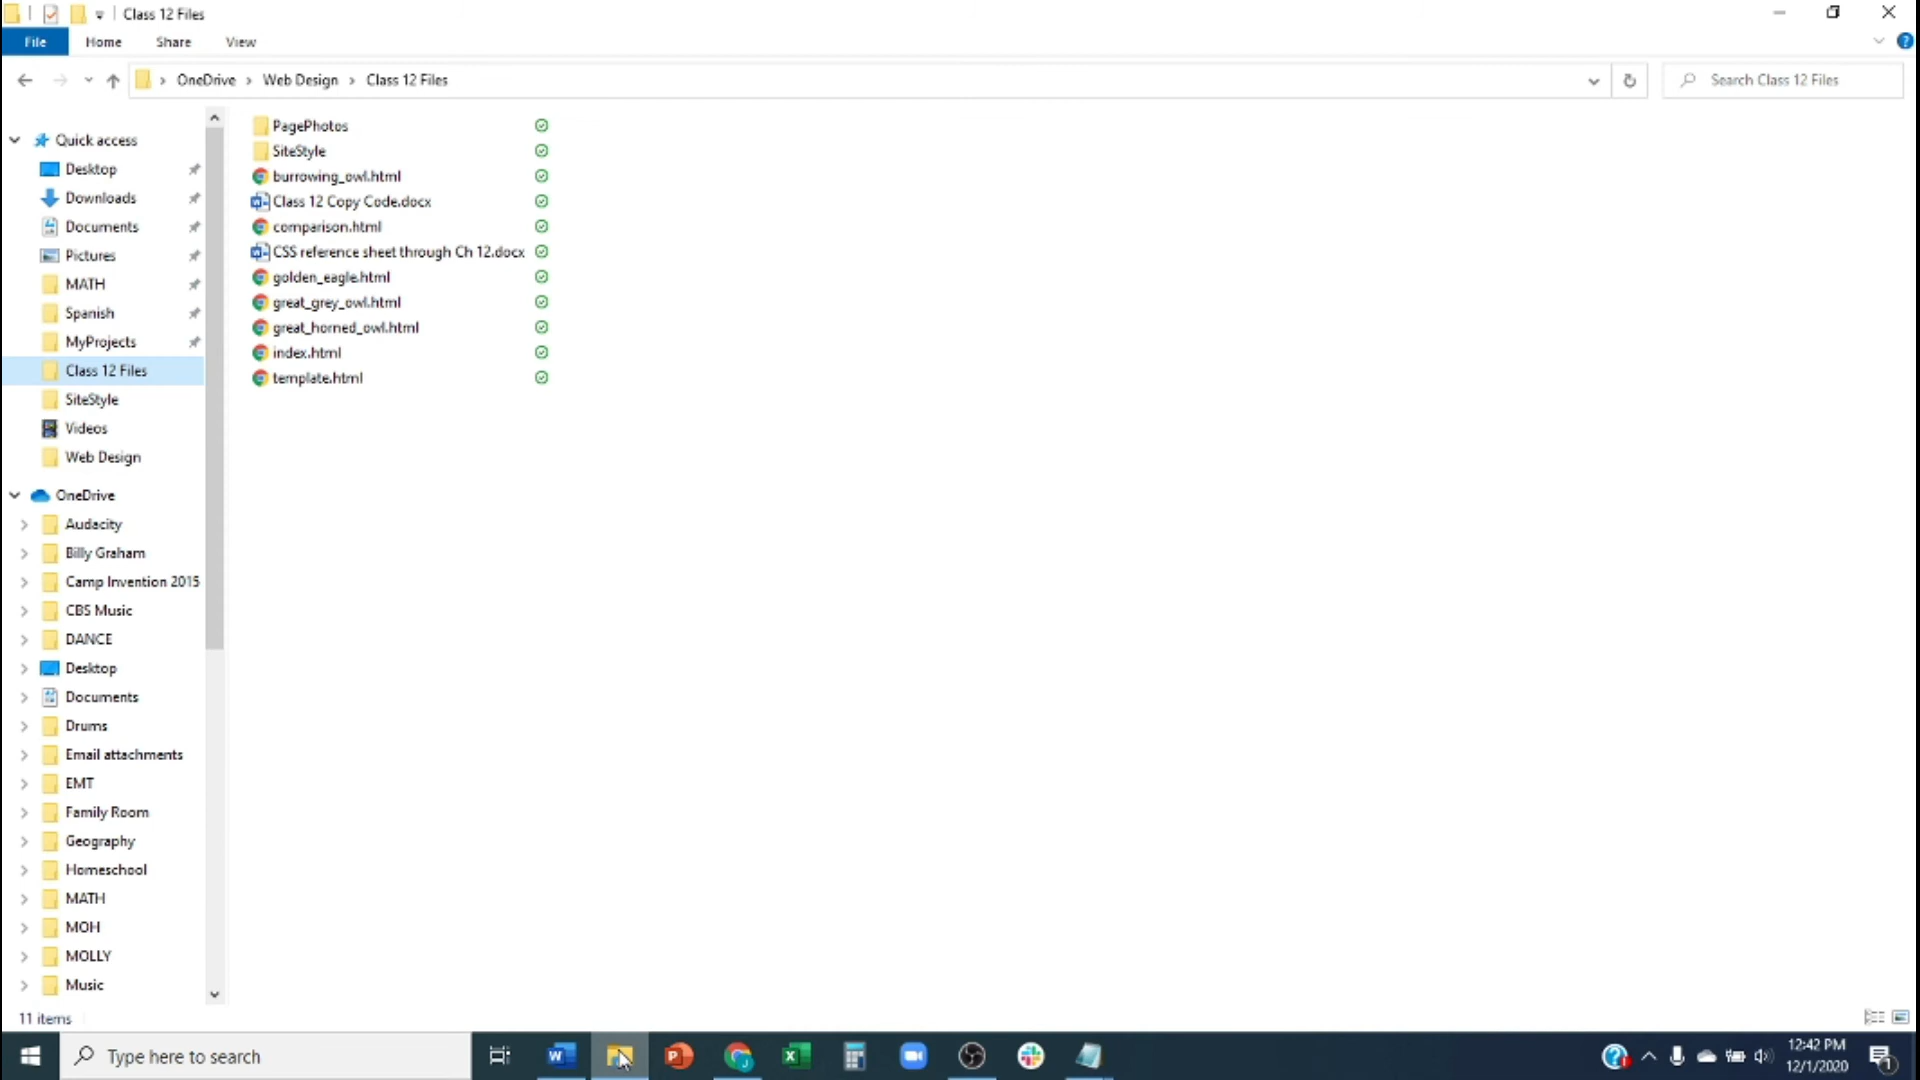 Class 12 Files
File Home Share View
OneDrive Web Design Class 12 Files
Search Class 12 Files
Quick access
Desktop
Downloads
Documents
Pictures
MATH
Spanish
MyProjects
Class 12 Files
SiteStyle
Videos
Web Design
OneDrive
Audacity
Billy Graham
Camp Invention 2015
CBS Music
DANCE
Desktop
Documents
Drums
Email attachments
EMT
Family Room
Geography
Homeschool
MATH
MOH
MOLLY
Music
PagePhotos
SiteStyle
burrowing_owl.html
Class 12 Copy Code.docx
comparison.html
CSS reference sheet through Ch 12.docx
golden_eagle.html
great_grey_owl.html
great_horned_owl.html
index.html
template.html
11 items
Type here to search
12:42 PM
12/1/2020
1